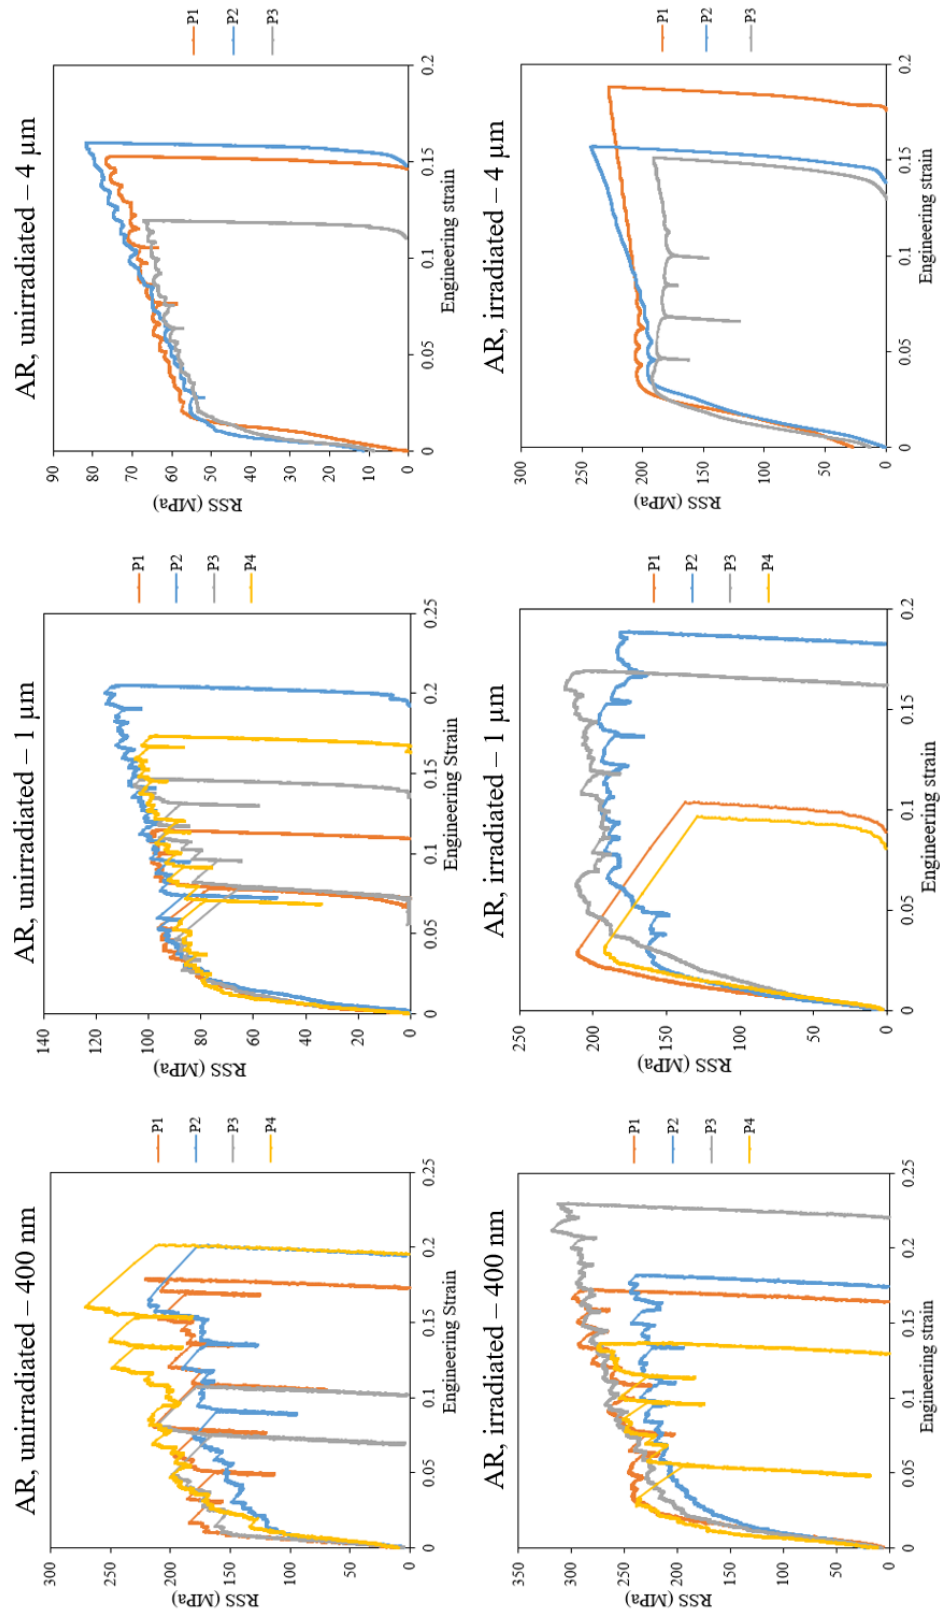 AR, unirradiated – 400 nm
RSS (MPa)
300
250
200
150
100
50
0
0 0.05 0.1 0.15 0.2 0.25
Engineering Strain
P1
P2
P3
P4
AR, unirradiated – 1 µm
RSS (MPa)
140
120
100
80
60
40
20
0
0 0.05 0.1 0.15 0.2 0.25
Engineering Strain
P1
P2
P3
P4
AR, unirradiated – 4 µm
RSS (MPa)
90
80
70
60
50
40
30
20
10
0
0 0.05 0.1 0.15 0.2
Engineering strain
P1
P2
P3
AR, irradiated – 400 nm
RSS (MPa)
350
300
250
200
150
100
50
0
0 0.05 0.1 0.15 0.2 0.25
Engineering strain
P1
P2
P3
P4
AR, irradiated – 1 µm
RSS (MPa)
250
200
150
100
50
0
0 0.05 0.1 0.15 0.2
Engineering strain
P1
P2
P3
P4
AR, irradiated – 4 µm
RSS (MPa)
300
250
200
150
100
50
0
0 0.05 0.1 0.15 0.2
Engineering strain
P1
P2
P3